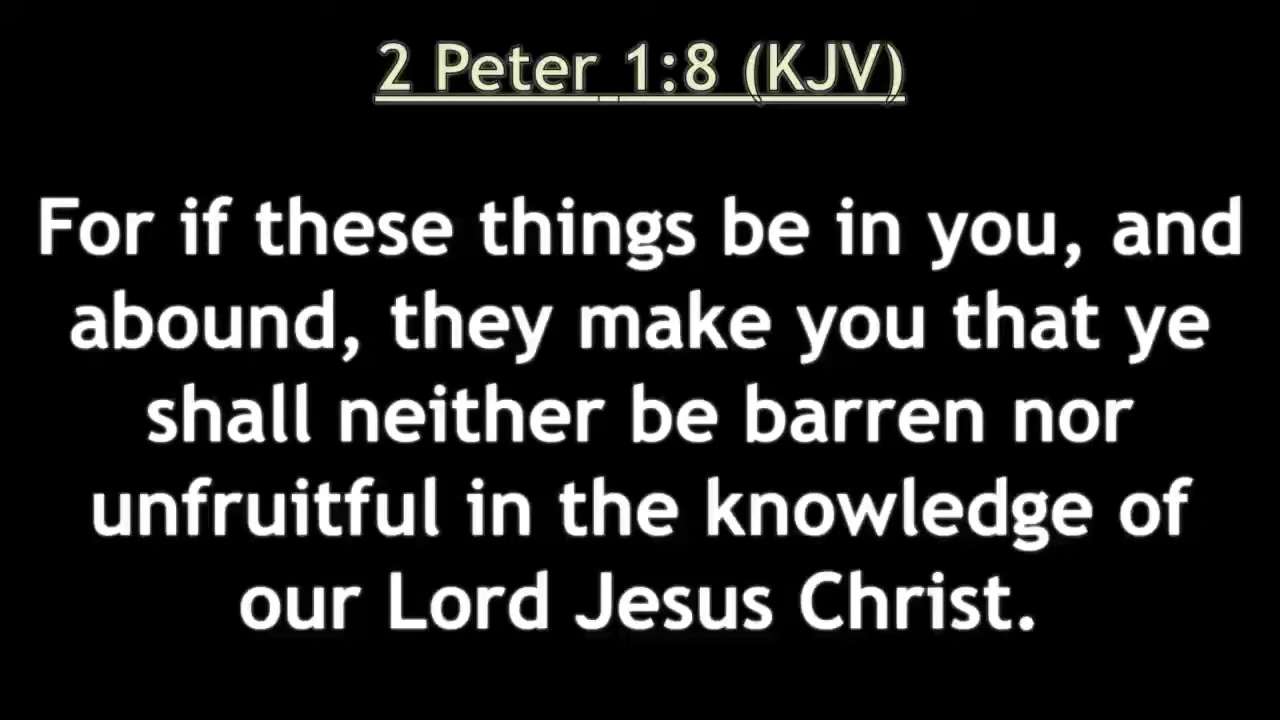 2 Peter 1:8 (KJV)
For if these things be in you, and
abound, they make you that ye
shall neither be barren nor
unfruitful in the knowledge of
our Lord Jesus Christ.